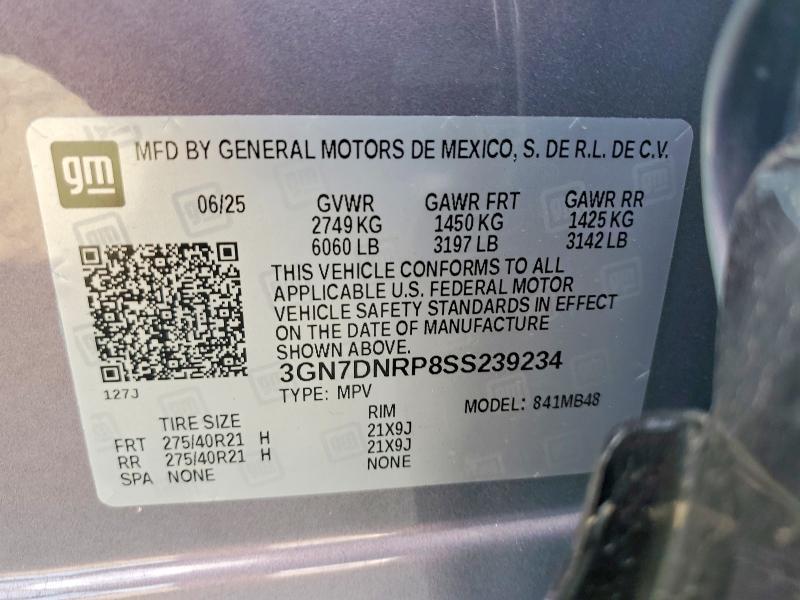 gm
MFD BY GENERAL MOTORS DE MEXICO, S. DE R.L. DE C.V.
06/25 GVWR GAWR FRT GAWR RR
2749 KG 1450 KG 1425 KG
6060 LB 3197 LB 3142 LB
THIS VEHICLE CONFORMS TO ALL
APPLICABLE U.S. FEDERAL MOTOR
VEHICLE SAFETY STANDARDS IN EFFECT
ON THE DATE OF MANUFACTURE
SHOWN ABOVE.
3GN7DNRP8SS239234
127J
TYPE: MPV MODEL: 841MB48
TIRE SIZE RIM
FRT 275/40R21 H 21X9J
RR 275/40R21 H 21X9J
SPA NONE NONE